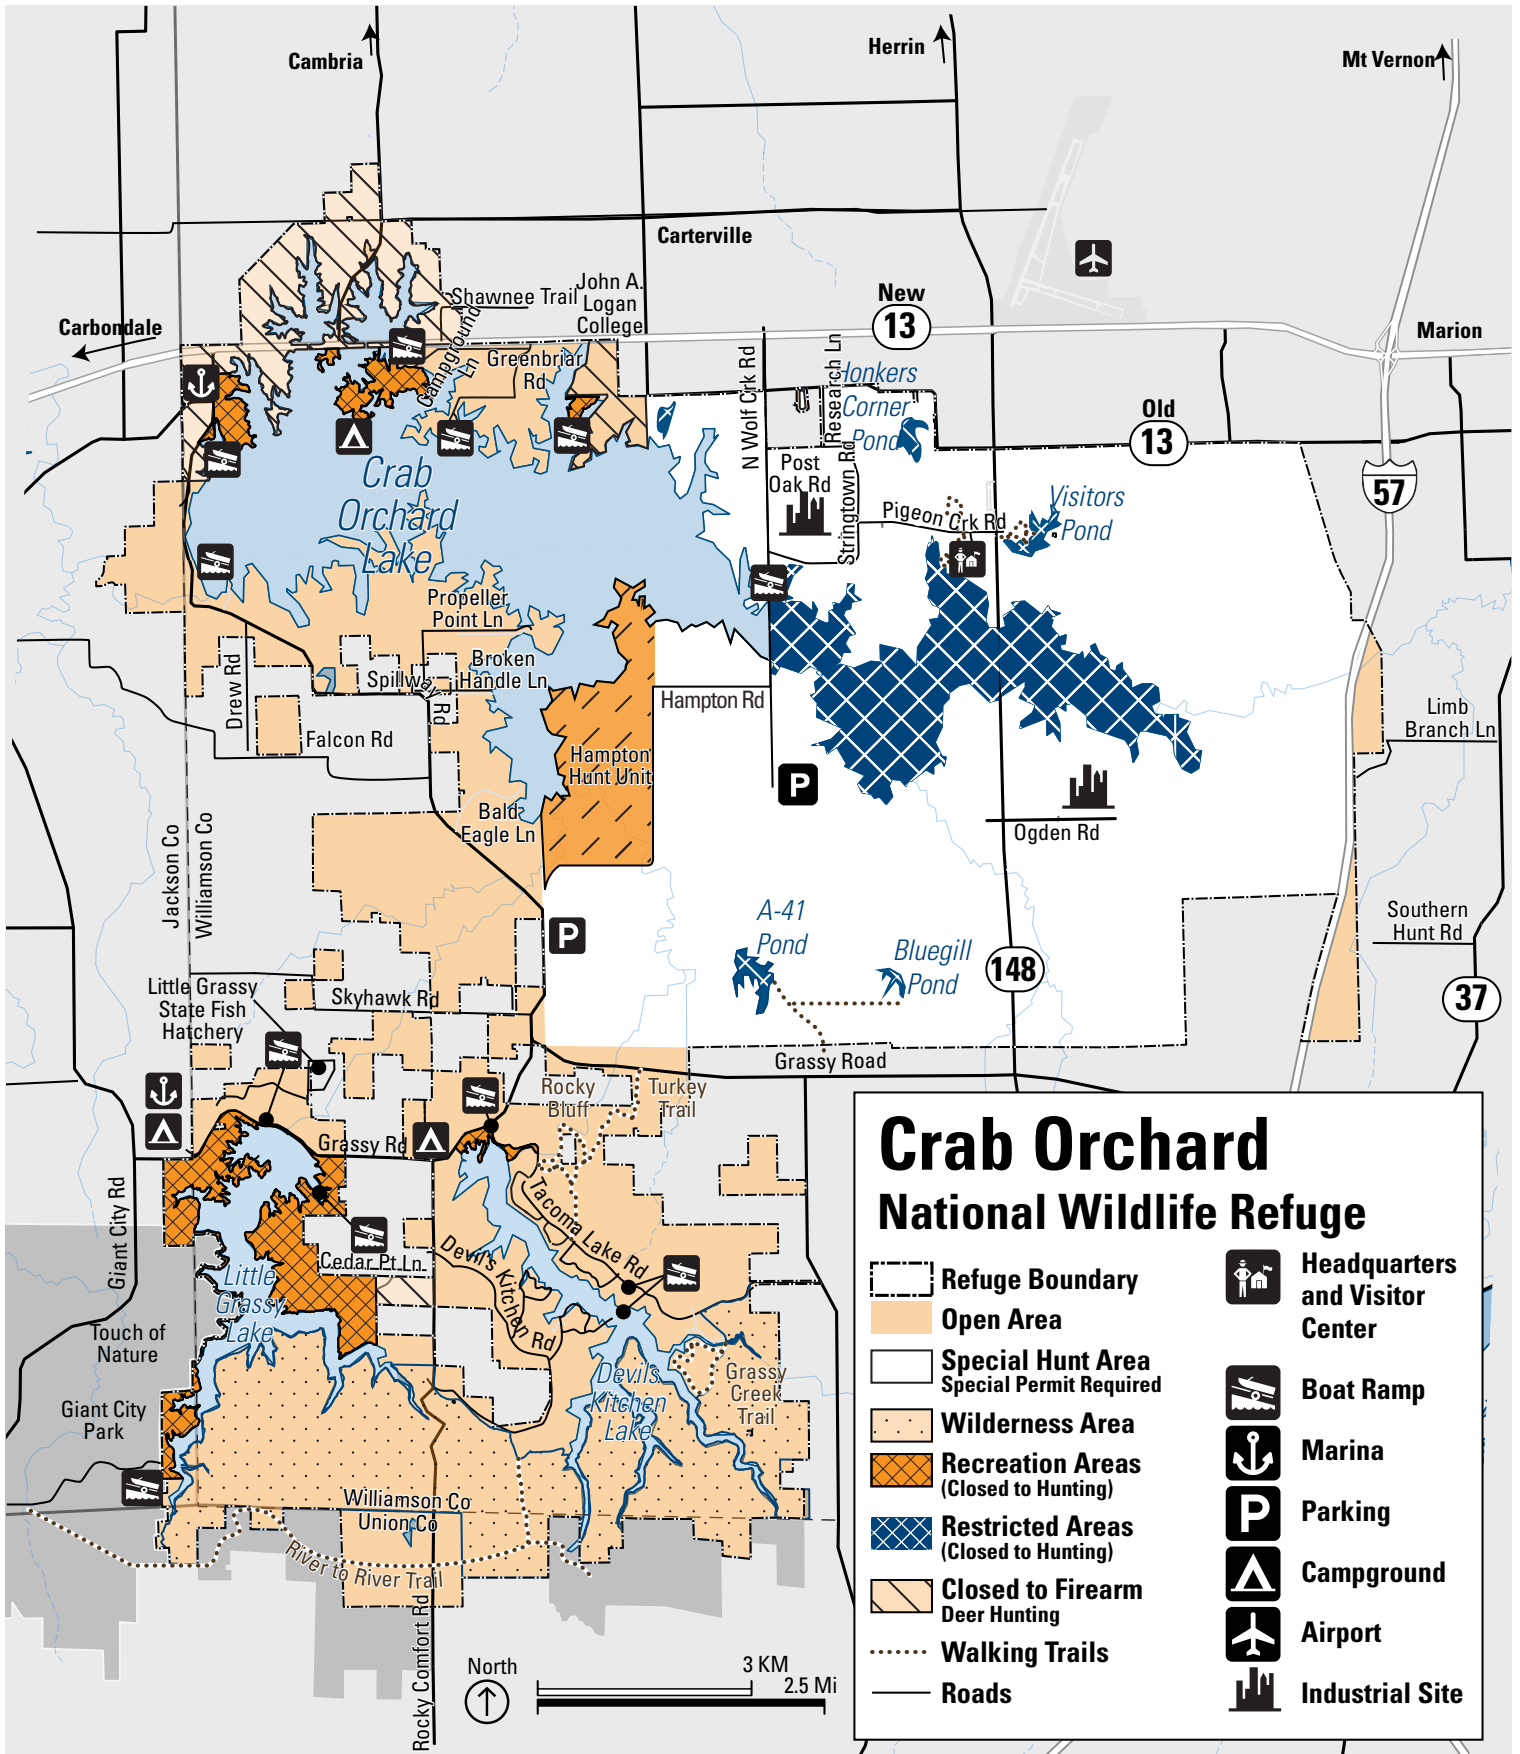 Cambria
Herrin
Mt Vernon
Carterville
Carbondale
Shawnee Trail
John A.
Logan
College
New
13
Marion
Campground
Ln
Greenbriar
Rd
N Wolf Crk Rd
Research Ln
Honkers
Corner
Pond
Old
13
57
Crab
Orchard
Lake
Post
Oak Rd
Stringtown Rd
Pigeon Crk Rd
Visitors
Pond
Propeller
Point Ln
Drew Rd
Spillway
Rd
Broken
Handle Ln
Hampton Rd
Falcon Rd
Hampton
Hunt Unit
P
Limb
Branch Ln
Bald
Eagle Ln
Ogden Rd
Jackson Co
Williamson Co
P
A-41
Pond
Bluegill
Pond
148
Southern
Hunt Rd
37
Little Grassy
State Fish
Hatchery
Skyhawk Rd
Grassy Road
Rocky
Bluff
Turkey
Trail
Grassy Rd
Giant City Rd
Tacoma Lake Rd
Devil's Kitchen Rd
Cedar Pt Ln
Little
Grassy
Lake
Touch of
Nature
Giant City
Park
Devils
Kitchen
Lake
Grassy
Creek
Trail
Williamson Co
Union Co
River to River Trail
Rocky Comfort Rd
North
3 KM
2.5 Mi
Crab Orchard
National Wildlife Refuge
Refuge Boundary
Open Area
Special Hunt Area
Special Permit Required
Wilderness Area
Recreation Areas
(Closed to Hunting)
Restricted Areas
(Closed to Hunting)
Closed to Firearm
Deer Hunting
Walking Trails
Roads
Headquarters
and Visitor
Center
Boat Ramp
Marina
P
Parking
Campground
Airport
Industrial Site